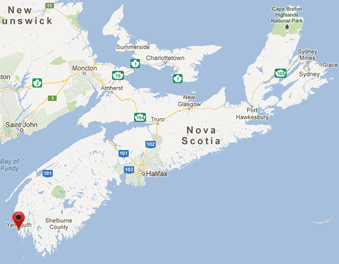 New
unswick
Cape Breton
Highlands
National Park
Summerside
Charlottetown
Moncton
Sydney
Mines
Sydney
Glace
Amherst
New
Glasgow
Port
Hawkesbury
Truro
Saint John
Nova
Scotia
102
Bay of
Fundy
101
101
103
Halifax
Yarmouth
Shelburne
County